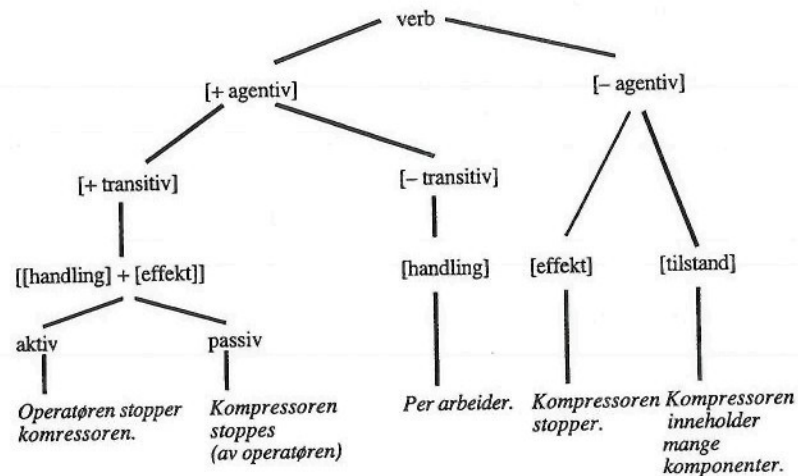 verb
[+ agentiv]
[– agentiv]
[+ transitiv]
[– transitiv]
[[handling] + [effekt]]
[handling]
[effekt]
[tilstand]
aktiv
passiv
Operatøren stopper
komressoren.
Kompressoren
stoppes
(av operatøren)
Per arbeider.
Kompressoren
stopper.
Kompressoren
inneholder
mange
komponenter.